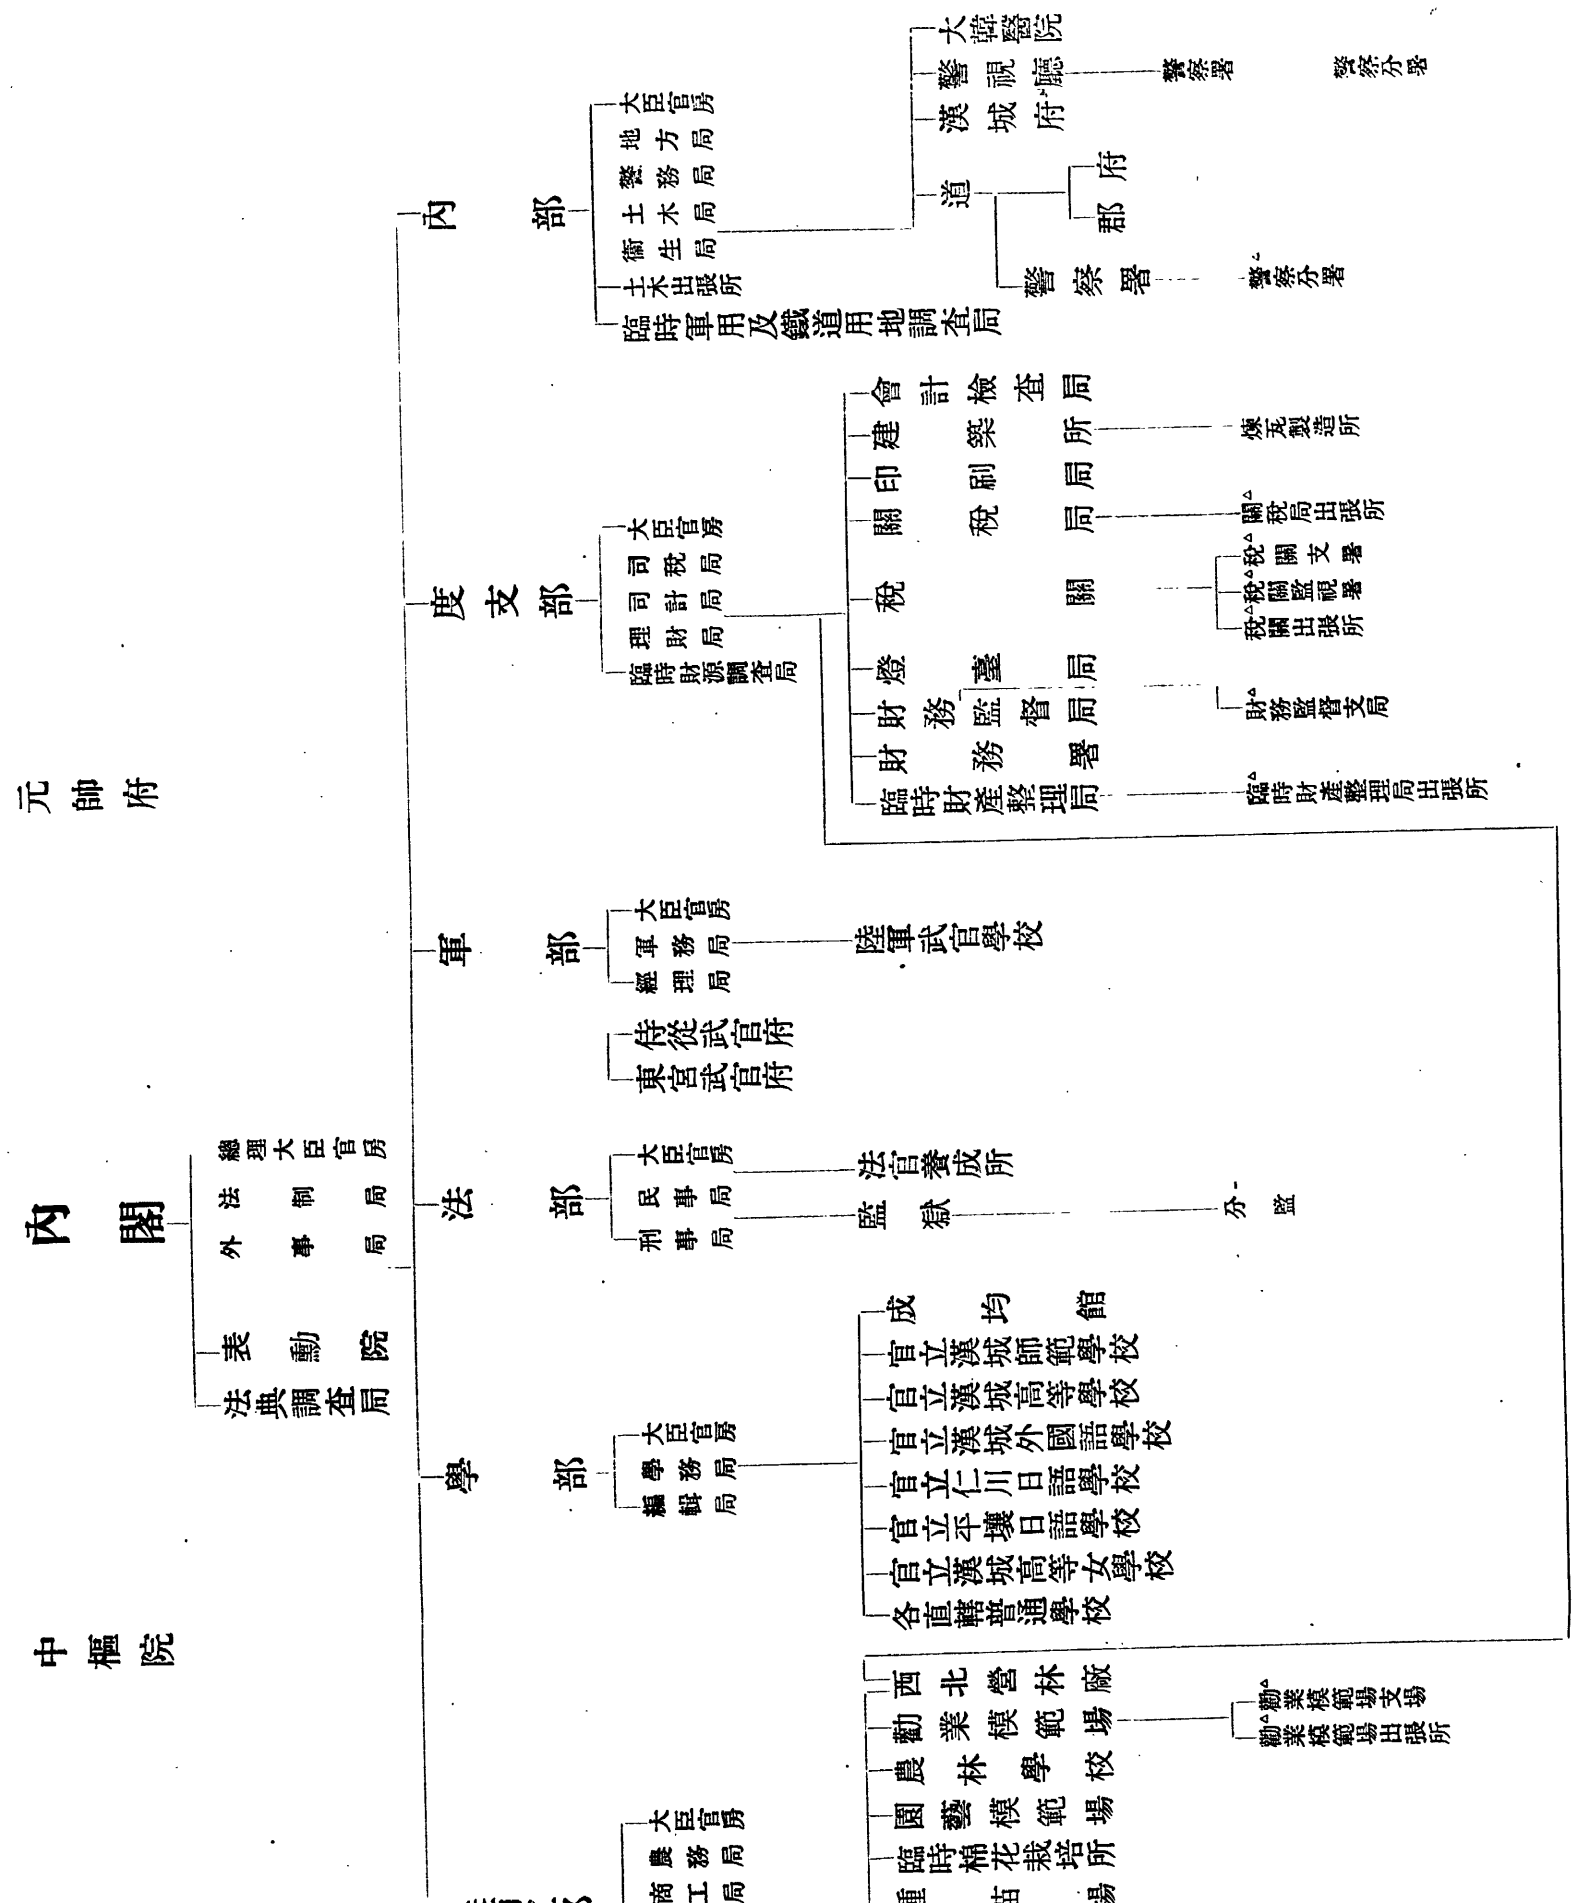 元帥府
內閣
中樞院
總理大臣官房
法制局
外事局
表勳院
法典調査局
內部
大臣官房
地方局
警務局
土木局
衞生局
土木出張所
臨時軍用及鐵道用地調査局
大韓醫院
警視廳
警察署
警察分署
漢城府
道
府
郡
警察署
警察分署
度支部
大臣官房
司稅局
司計局
理財局
臨時財源調査局
會計檢査局
建築所
煉瓦製造所
印刷局
關稅局
關稅局出張所
稅關
稅關支署
稅關監視署
稅關出張所
燈臺局
財務監督局
財務監督支局
財務署
臨時財產整理局
臨時財產整理局出張所
軍部
大臣官房
軍務局
經理局
陸軍武官學校
侍從武官府
東宮武官府
法部
大臣官房
民事局
刑事局
法官養成所
監獄
分監
學部
大臣官房
學務局
編輯局
成均館
官立漢城師範學校
官立漢城高等學校
官立漢城外國語學校
官立仁川日語學校
官立平壤日語學校
官立漢城高等女學校
各直轄普通學校
大臣官房
農務局
商工局
西北營林廠
勸業模範場
勸業模範場支場
勸業模範場出張所
農林學校
園藝模範場
臨時棉花栽培所